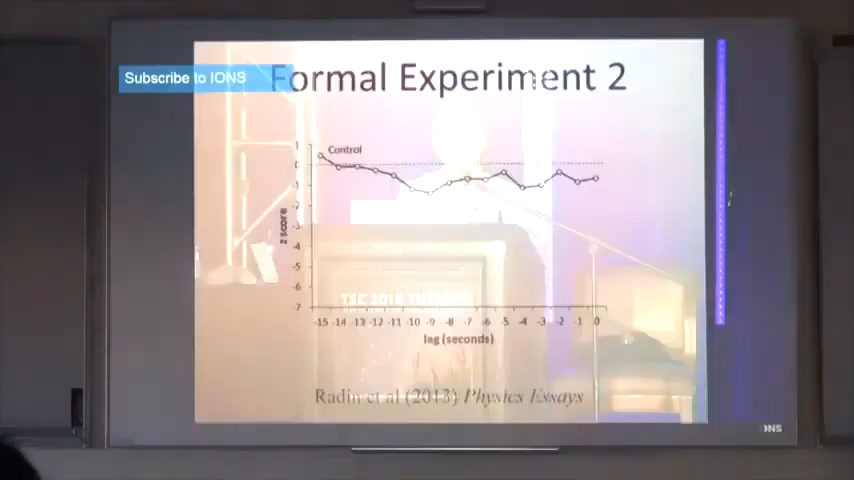 Subscribe to IONS
Formal Experiment 2
Control
1
0
-1
-2
-3
-4
-5
-6
-7
z score
-15 -14 -13 -12 -11 -10 -9 -8 -7 -6 -5 -4 -3 -2 -1 0
lag (seconds)
TSC 2018
Radin et al (2013) Physics Essays
IONS